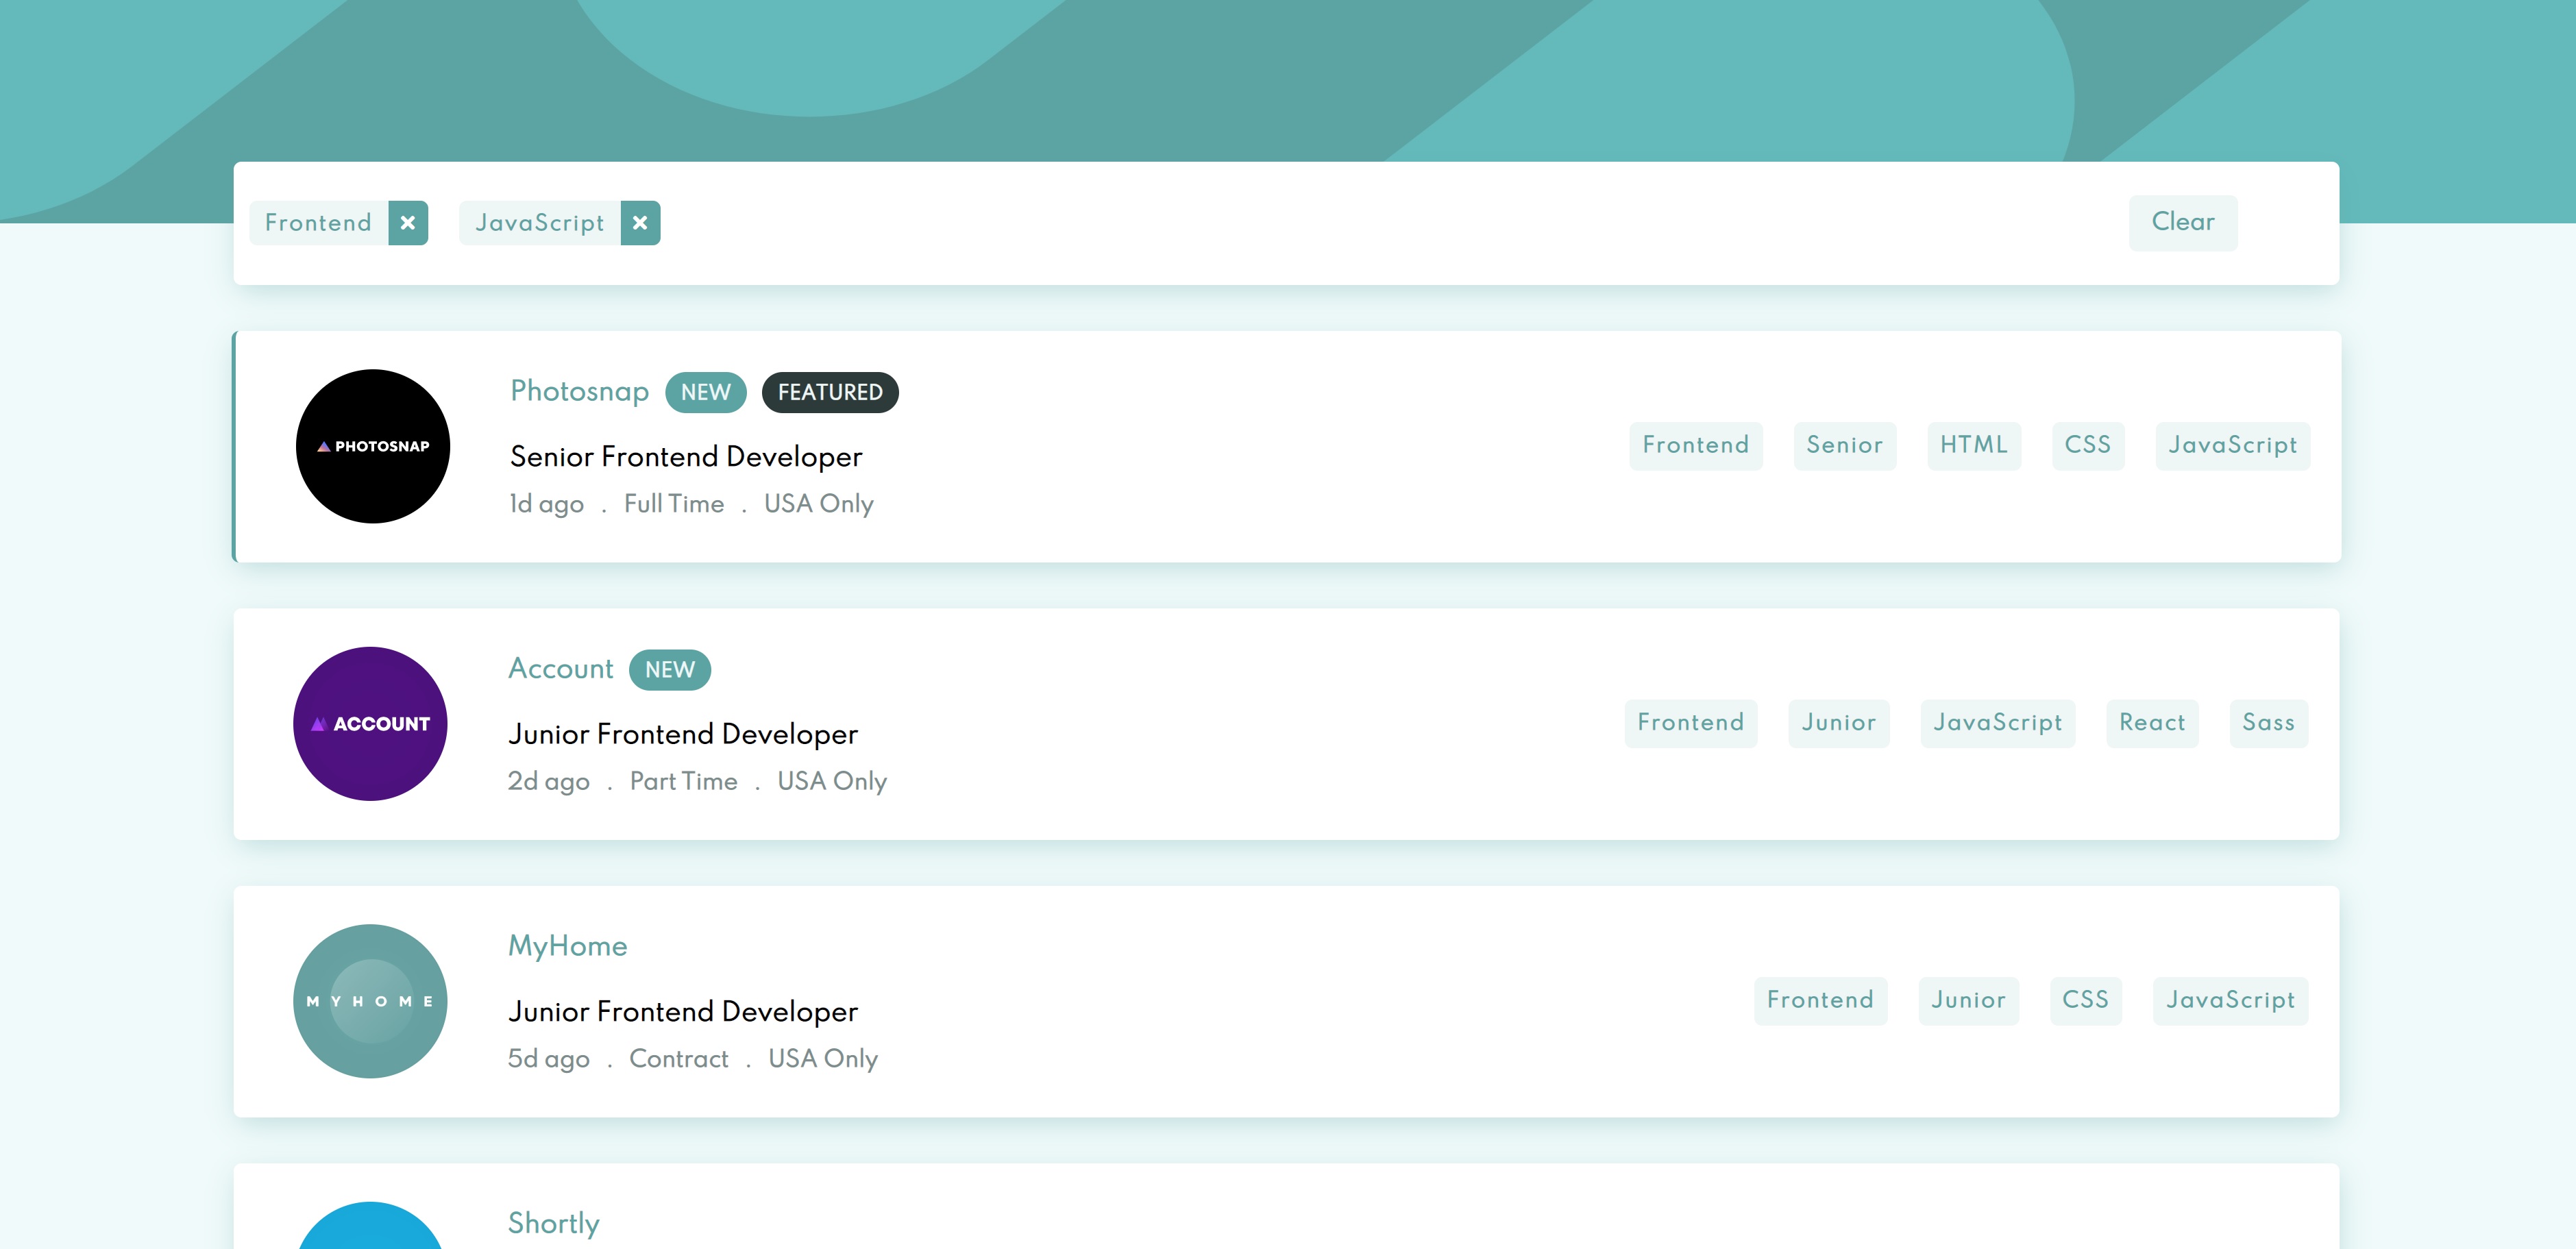 Frontend × JavaScript × Clear
PHOTOSNAP
Photosnap NEW FEATURED
Senior Frontend Developer
1d ago . Full Time . USA Only
Frontend Senior HTML CSS JavaScript
ACCOUNT
Account NEW
Junior Frontend Developer
2d ago . Part Time . USA Only
Frontend Junior JavaScript React Sass
MYHOME
MyHome
Junior Frontend Developer
5d ago . Contract . USA Only
Frontend Junior CSS JavaScript
Shortly